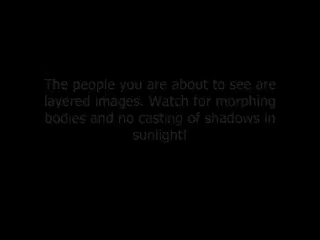 The people you are about to see are
layered images. Watch for morphing
bodies and no casting of shadows in
sunlight!